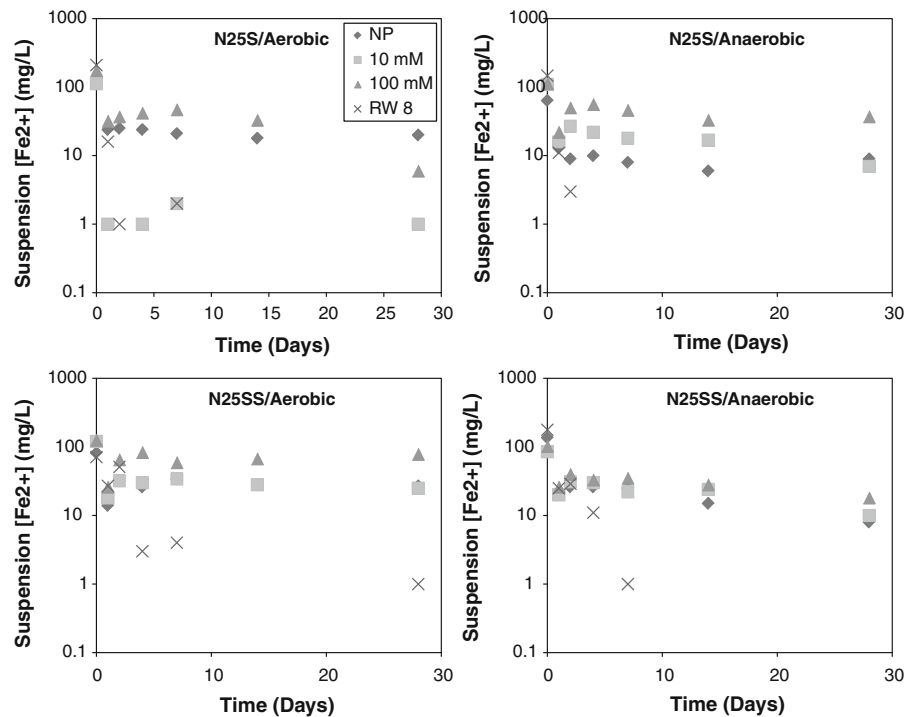 N25S/Aerobic
NP
10 mM
100 mM
RW 8
Suspension [Fe2+] (mg/L)
1000
100
10
1
0.1
0 5 10 15 20 25 30
Time (Days)
N25S/Anaerobic
Suspension [Fe2+] (mg/L)
1000
100
10
1
0.1
0 10 20 30
Time (Days)
N25SS/Aerobic
Suspension [Fe2+] (mg/L)
1000
100
10
1
0.1
0 10 20 30
Time (Days)
N25SS/Anaerobic
Suspension [Fe2+] (mg/L)
1000
100
10
1
0.1
0 10 20 30
Time (Days)